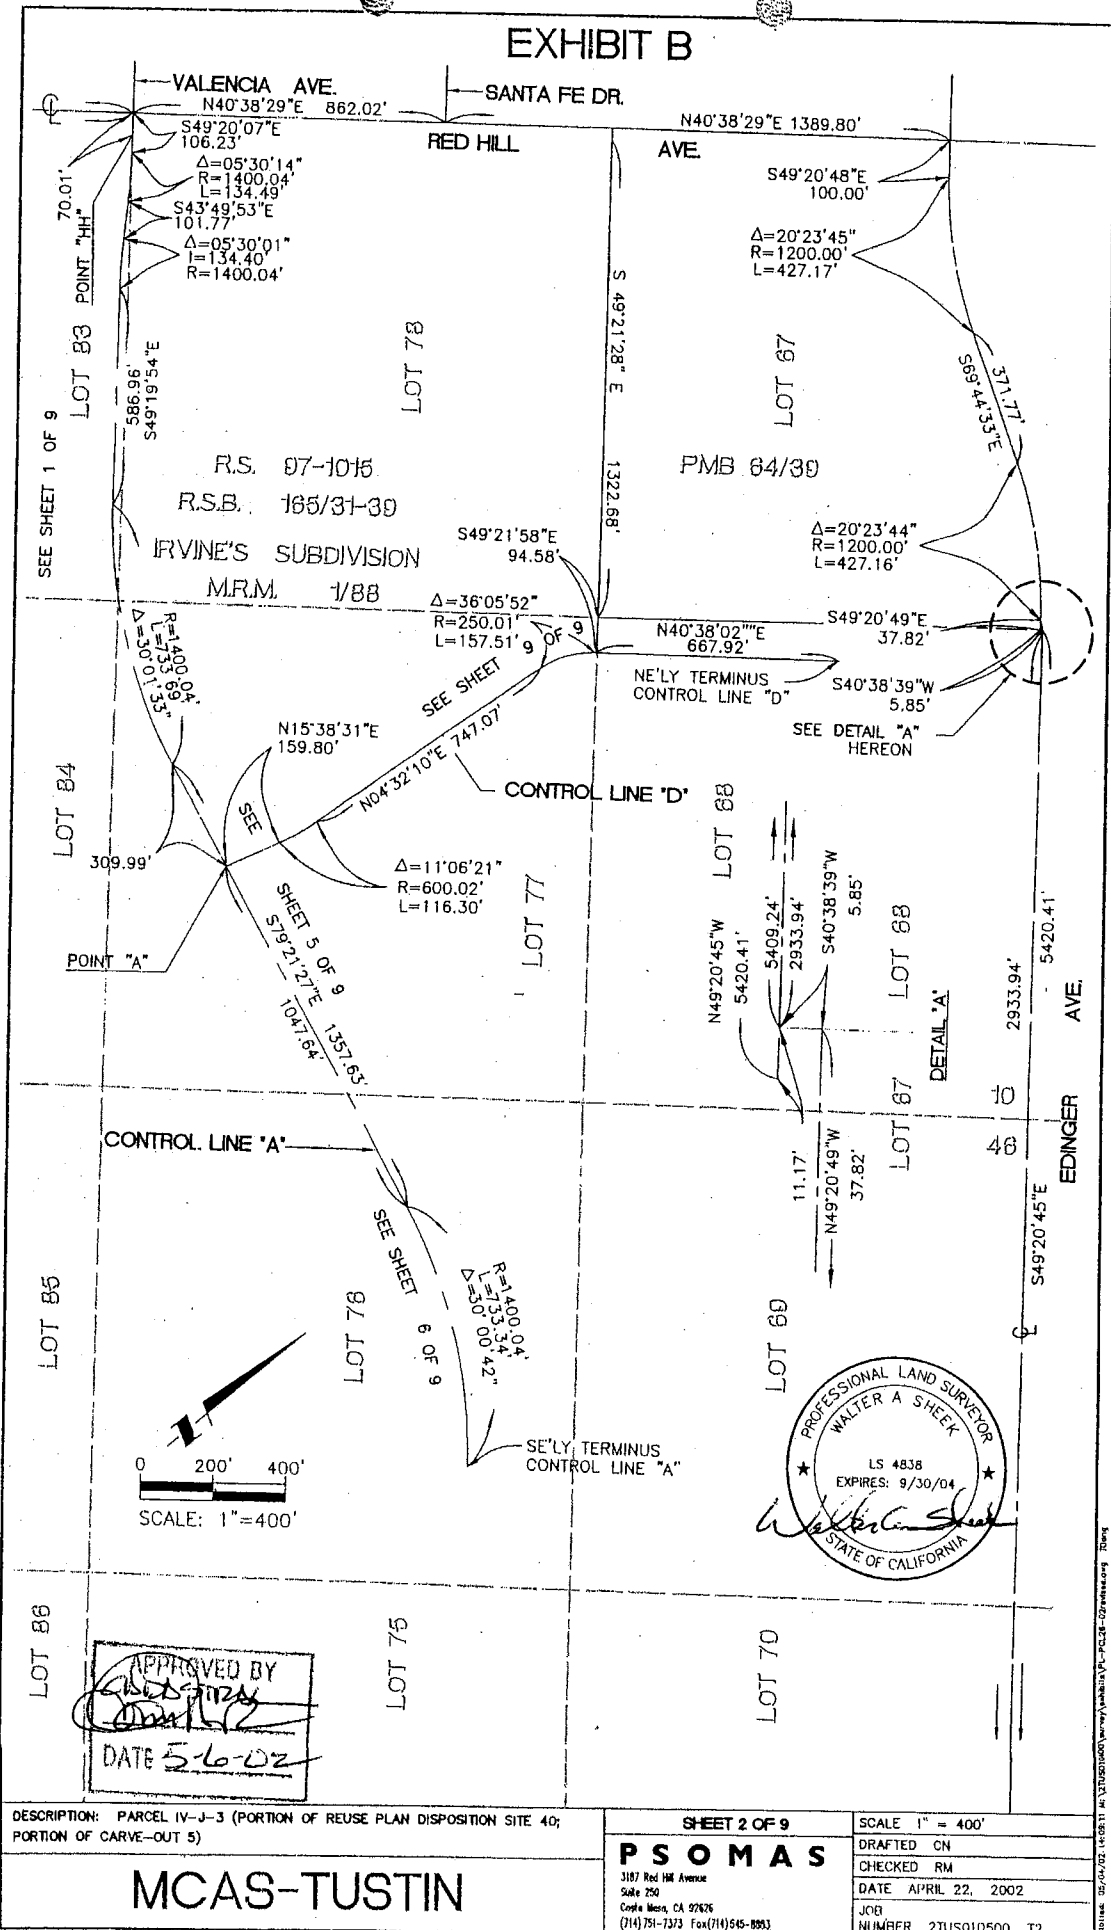 EXHIBIT B
VALENCIA AVE.
SANTA FE DR.
N40°38'29"E 862.02'
RED HILL AVE.
N40°38'29"E 1389.80'
S49°20'07"E
106.23'
Δ=05°30'14"
R=1400.04'
L=134.49'
S43°49'53"E
101.77'
Δ=05°30'01"
L=134.40'
R=1400.04'
70.01'
POINT "HH"
S49°20'48"E
100.00'
Δ=20°23'45"
R=1200.00'
L=427.17'
S 49°21'28" E 1322.68'
LOT 83
LOT 78
LOT 67
586.96'
S49°19'54"E
371.77'
S69°44'33"E
SEE SHEET 1 OF 9
R.S. 97-1015
R.S.B. 165/31-39
IRVINE'S SUBDIVISION
M.R.M. 1/88
PMB 84/39
S49°21'58"E
94.58'
Δ=20°23'44"
R=1200.00'
L=427.16'
Δ=36°05'52"
R=250.01'
L=157.51'
SEE SHEET 9 OF 9
N40°38'02""E
667.92'
S49°20'49"E
37.82'
NE'LY TERMINUS
CONTROL LINE "D"
S40°38'39"W
5.85'
SEE DETAIL "A"
HEREON
R=1400.04'
L=733.69'
Δ=30°01'33"
N15°38'31"E
159.80'
N04°32'10"E 747.07'
CONTROL LINE "D"
LOT 84
309.99'
Δ=11°06'21"
R=600.02'
L=116.30'
POINT "A"
SEE SHEET 5 OF 9
S79°21'27"E 1357.63'
1047.64'
LOT 77
LOT 68
N49°20'45"W
5420.41'
5409.24'
2933.94'
S40°38'39"W
5.85'
LOT 68
DETAIL "A"
LOT 67
11.17'
N49°20'49"W
37.82'
2933.94'
5420.41'
EDINGER AVE.
10
46
S49°20'45"E
CONTROL LINE "A"
SEE SHEET 6 OF 9
R=1400.04'
L=733.34'
Δ=30°00'42"
LOT 85
LOT 76
LOT 69
SE'LY TERMINUS
CONTROL LINE "A"
0 200' 400'
SCALE: 1"=400'
PROFESSIONAL LAND SURVEYOR
WALTER A SHEEK
LS 4838
EXPIRES: 9/30/04
STATE OF CALIFORNIA
LOT 86
LOT 75
LOT 70
APPROVED BY
DATE 5-6-02
DESCRIPTION: PARCEL IV-J-3 (PORTION OF REUSE PLAN DISPOSITION SITE 40;
PORTION OF CARVE-OUT 5)
MCAS-TUSTIN
SHEET 2 OF 9
PSOMAS
3187 Red Hill Avenue
Suite 250
Costa Mesa, CA 92626
(714)751-7373 Fax(714)545-8883
SCALE 1" = 400'
DRAFTED CN
CHECKED RM
DATE APRIL 22, 2002
JOB
NUMBER 2TUS010500 T2